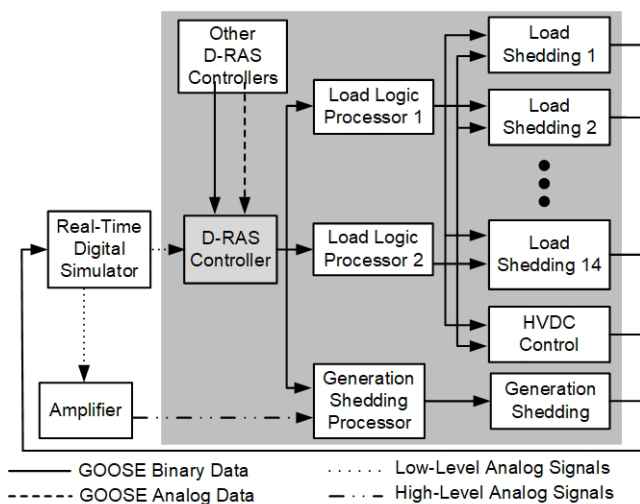 Other
D-RAS
Controllers
Load Logic
Processor 1
Load
Shedding 1
Load
Shedding 2
Real-Time
Digital
Simulator
D-RAS
Controller
Load Logic
Processor 2
Load
Shedding 14
HVDC
Control
Amplifier
Generation
Shedding
Processor
Generation
Shedding
GOOSE Binary Data
Low-Level Analog Signals
GOOSE Analog Data
High-Level Analog Signals